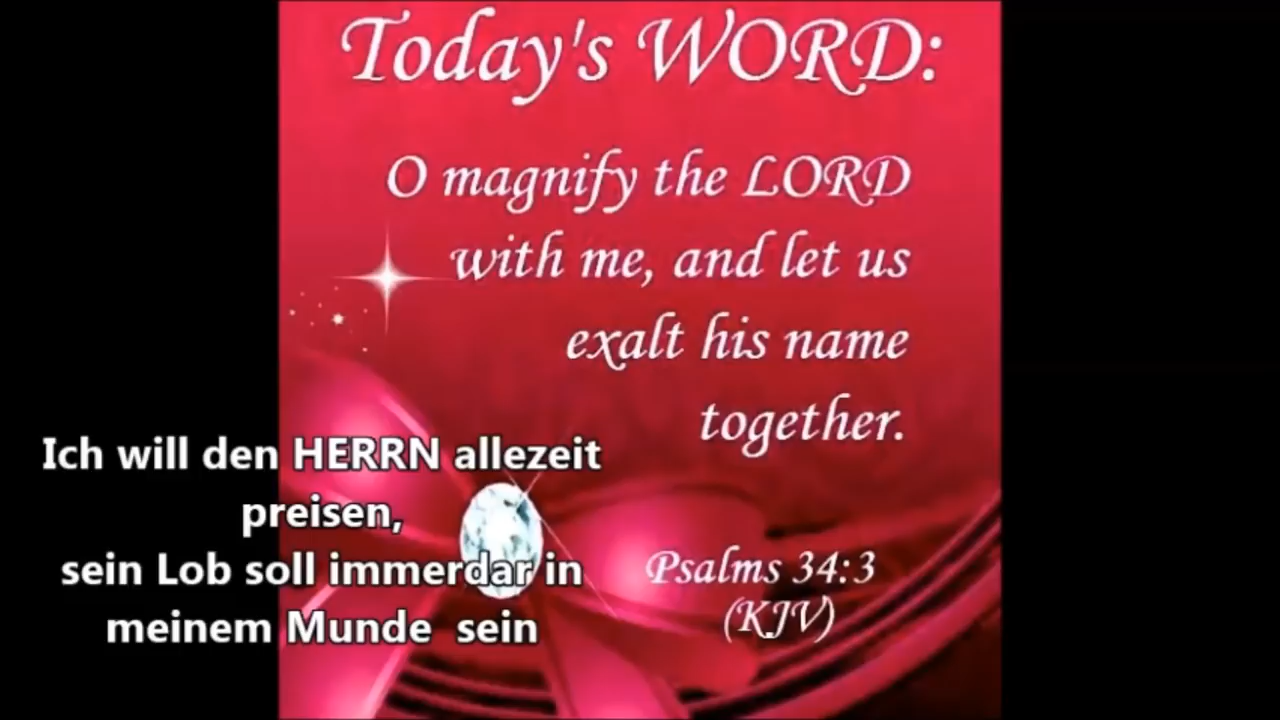 Today's WORD:
O magnify the LORD
with me, and let us
exalt his name
together.
Psalms 34:3
(KJV)
Ich will den HERRN allezeit
preisen,
sein Lob soll immerdar in
meinem Munde  sein